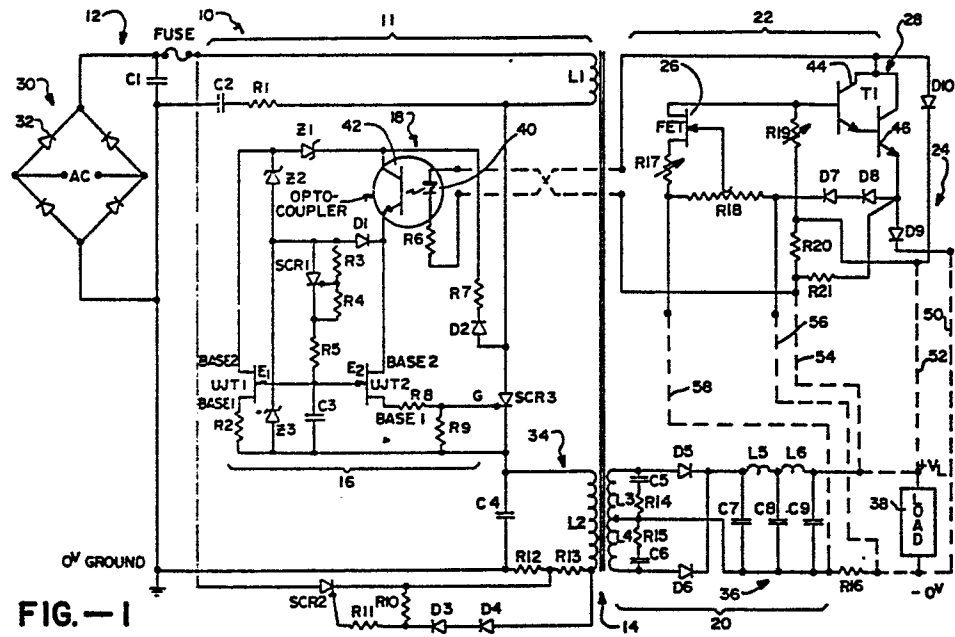 12
10
11
22
FUSE
C1
L1
28
44
26
T1
D10
30
C2
R1
32
42
18
40
Z1
FET
R19
46
24
Z2
R17
AC
OPTO-
COUPLER
D7
D8
R18
D1
R6
D9
SCR1
R3
R20
R4
R7
R21
D2
56
50
R5
54
52
BASE2
E1
E2
BASE2
58
UJT1
UJT2
SCR3
BASE1
C3
R8
G
BASE1
R2
Z3
R9
34
16
D5
L5
L6
+VL
C5
C4
L3
R14
38
LOAD
L2
C7
C8
C9
R15
L4
C6
0V GROUND
R12
R13
R16
D6
36
-0V
SCR2
R10
FIG.—1
R11
D3
D4
14
20